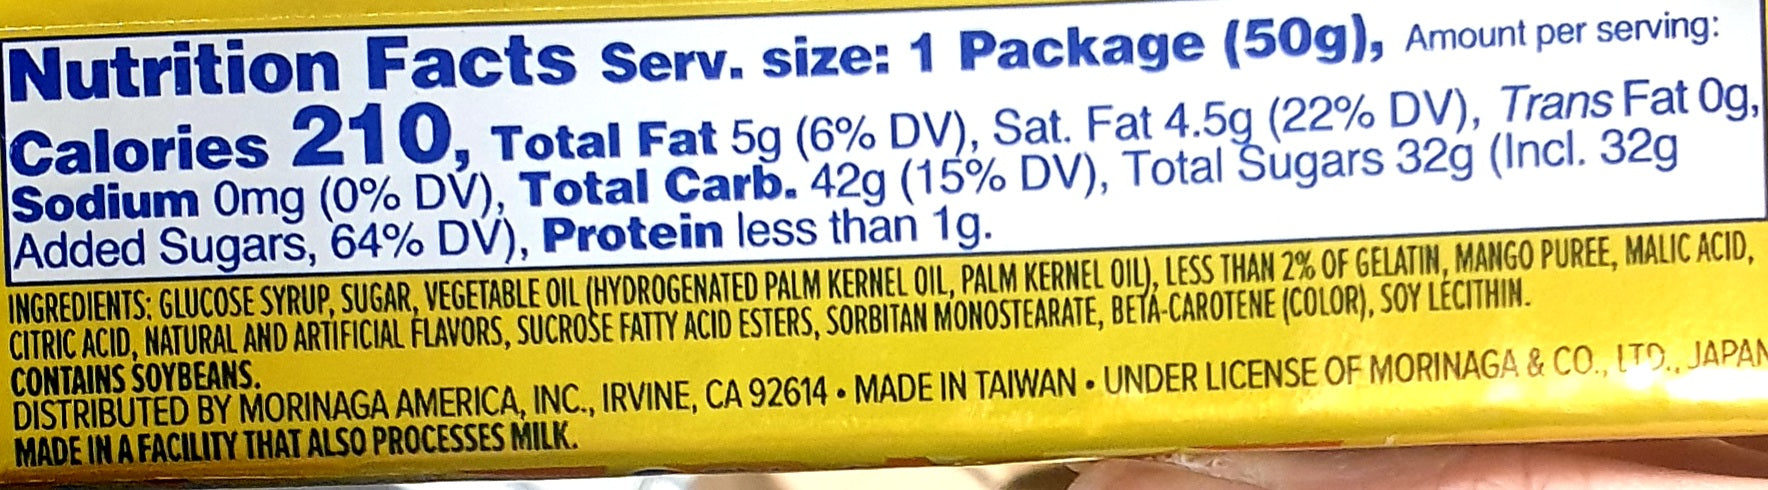 Nutrition Facts Serv. size: 1 Package (50g), Amount per serving:
Calories 210, Total Fat 5g (6% DV), Sat. Fat 4.5g (22% DV), Trans Fat 0g,
Sodium 0mg (0% DV), Total Carb. 42g (15% DV), Total Sugars 32g (Incl. 32g
Added Sugars, 64% DV), Protein less than 1g.
INGREDIENTS: GLUCOSE SYRUP, SUGAR, VEGETABLE OIL (HYDROGENATED PALM KERNEL OIL, PALM KERNEL OIL), LESS THAN 2% OF GELATIN, MANGO PUREE, MALIC ACID,
CITRIC ACID, NATURAL AND ARTIFICIAL FLAVORS, SUCROSE FATTY ACID ESTERS, SORBITAN MONOSTEARATE, BETA-CAROTENE (COLOR), SOY LECITHIN.
CONTAINS SOYBEANS.
DISTRIBUTED BY MORINAGA AMERICA, INC., IRVINE, CA 92614 • MADE IN TAIWAN • UNDER LICENSE OF MORINAGA & CO., LTD., JAPAN
MADE IN A FACILITY THAT ALSO PROCESSES MILK.